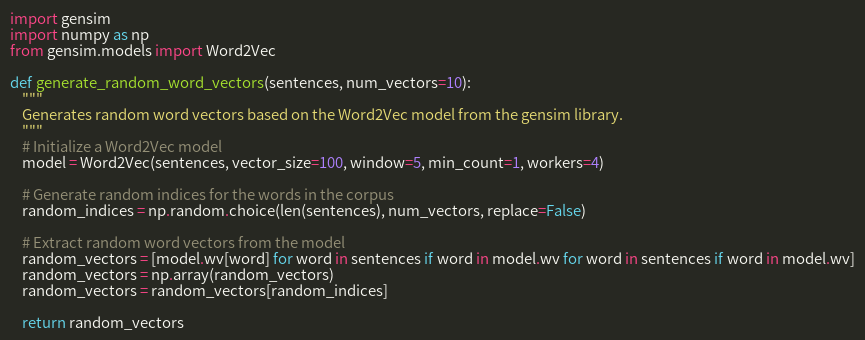 import gensim
import numpy as np
from gensim.models import Word2Vec
def generate_random_word_vectors(sentences, num_vectors=10):
"""
Generates random word vectors based on the Word2Vec model from the gensim library.
"""
# Initialize a Word2Vec model
model = Word2Vec(sentences, vector_size=100, window=5, min_count=1, workers=4)
# Generate random indices for the words in the corpus
random_indices = np.random.choice(len(sentences), num_vectors, replace=False)
# Extract random word vectors from the model
random_vectors = [model.wv[word] for word in sentences if word in model.wv for word in sentences if word in model.wv]
random_vectors = np.array(random_vectors)
random_vectors = random_vectors[random_indices]
return random_vectors